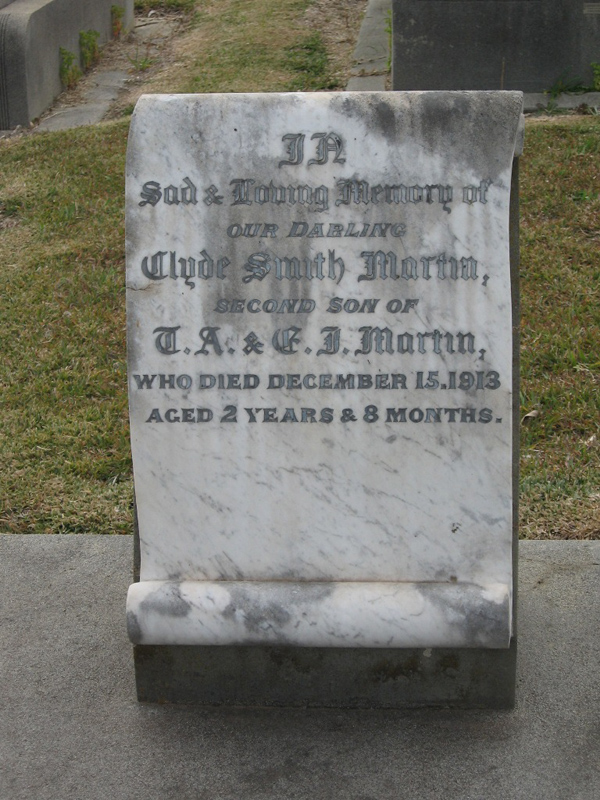 IN
Sad & Loving Memory of
OUR DARLING
Clyde Smith Martin,
SECOND SON OF
T. A. & E. J. Martin,
WHO DIED DECEMBER 15. 1913
AGED 2 YEARS & 8 MONTHS.